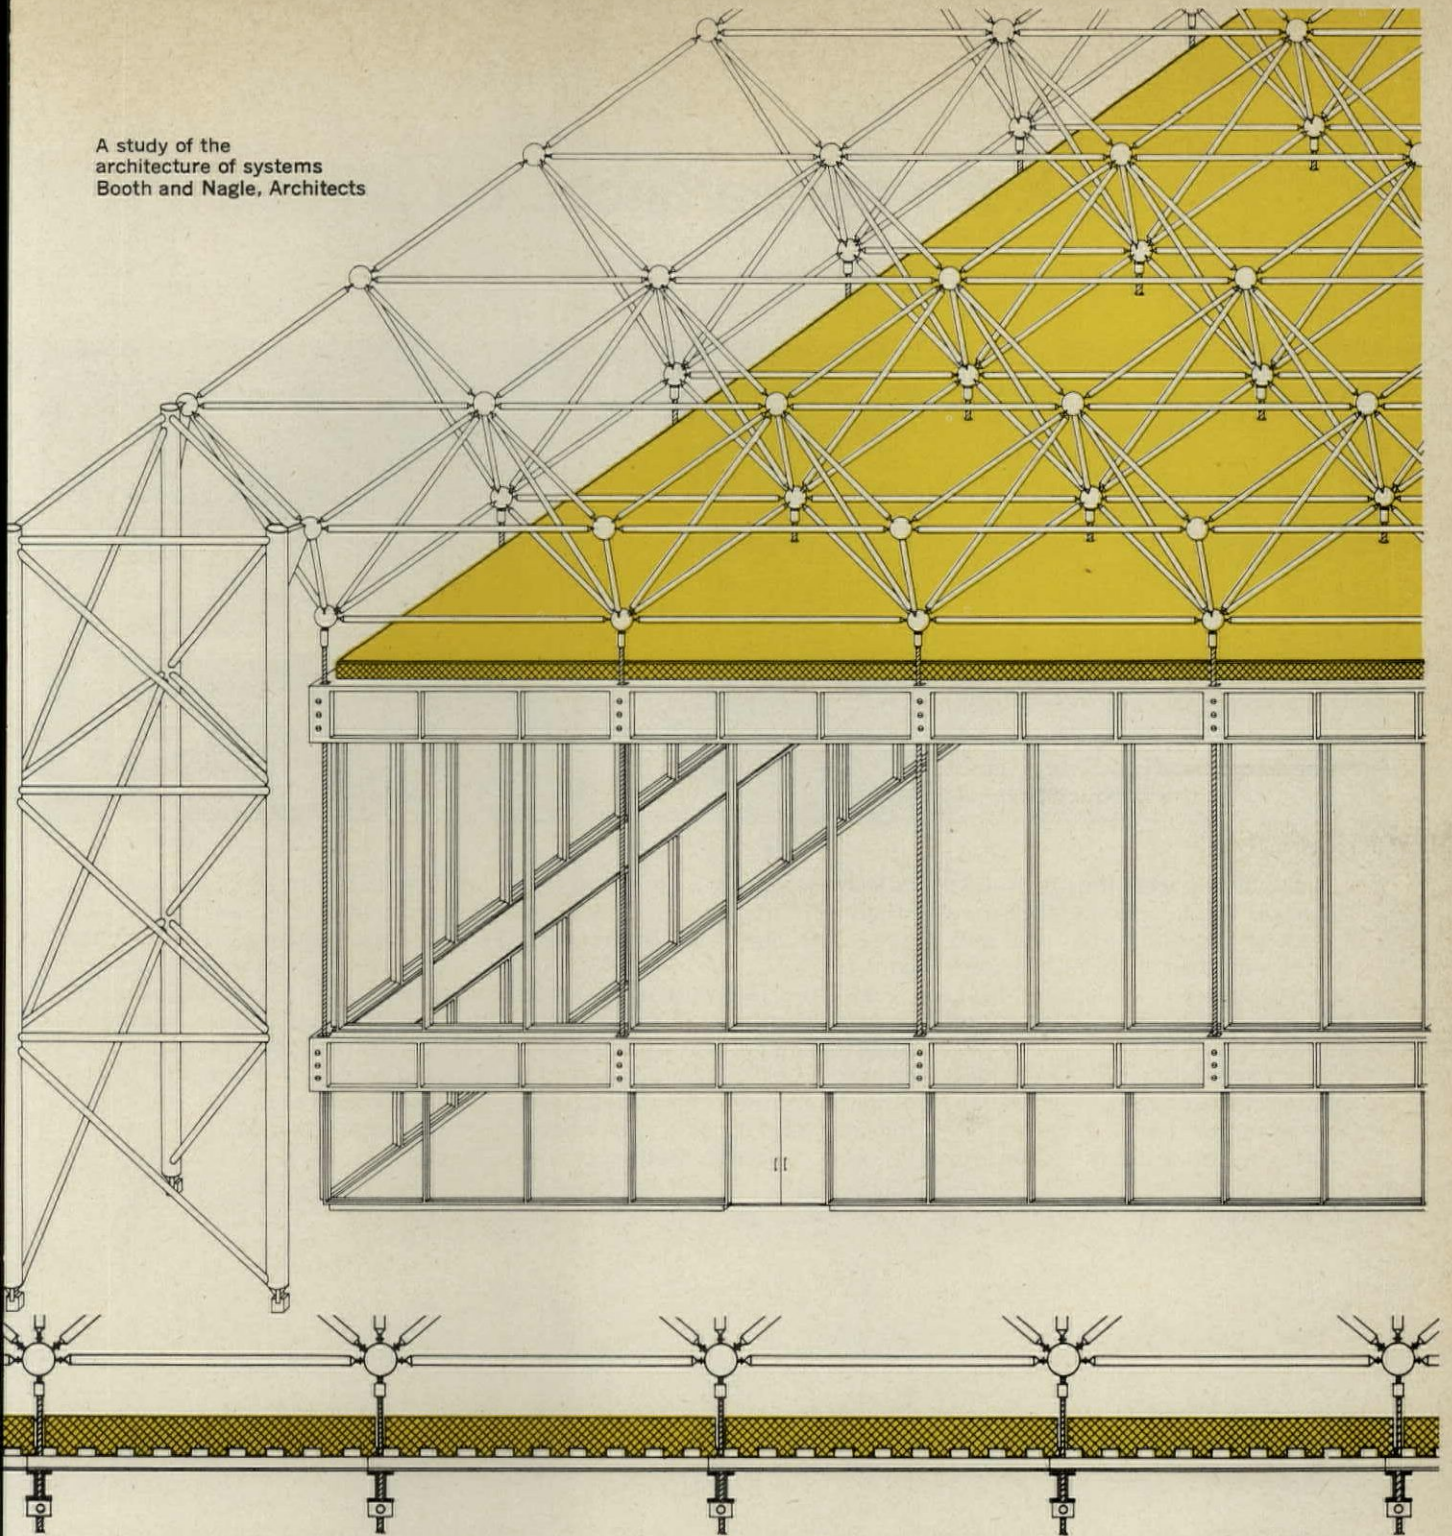 A study of the
architecture of systems
Booth and Nagle, Architects